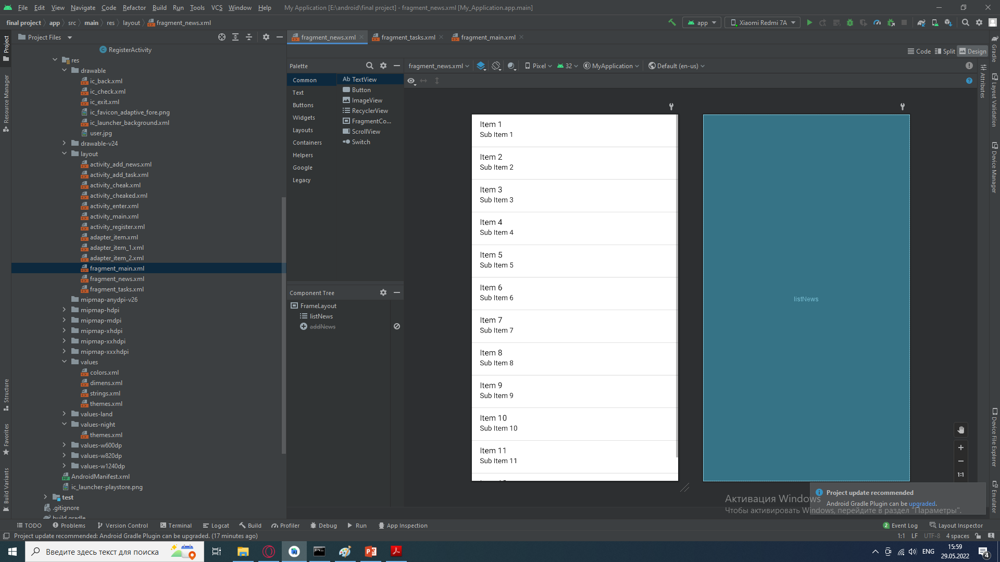 File Edit View Navigate Code Refactor Build Run Tools VCS Window Help My Application [E:\android\final project] - fragment_news.xml [My_Application.app.main]
final project app src main res layout fragment_news.xml app Xiaomi Redmi 7A
Project Files
fragment_news.xml fragment_tasks.xml fragment_main.xml
Code Split Design
Project
Resource Manager
Structure
Favorites
Build Variants
RegisterActivity
res
drawable
ic_back.xml
ic_check.xml
ic_exit.xml
ic_favicon_adaptive_fore.png
ic_launcher_background.xml
user.jpg
drawable-v24
layout
activity_add_news.xml
activity_add_task.xml
activity_cheak.xml
activity_cheaked.xml
activity_enter.xml
activity_main.xml
activity_register.xml
adapter_item.xml
adapter_item_1.xml
adapter_item_2.xml
fragment_main.xml
fragment_news.xml
fragment_tasks.xml
mipmap-anydpi-v26
mipmap-hdpi
mipmap-mdpi
mipmap-xhdpi
mipmap-xxhdpi
mipmap-xxxhdpi
values
colors.xml
dimens.xml
strings.xml
themes.xml
values-land
values-night
themes.xml
values-w600dp
values-w820dp
values-w1240dp
AndroidManifest.xml
ic_launcher-playstore.png
test
.gitignore
build.gradle
Palette
Common
Text
Buttons
Widgets
Layouts
Containers
Helpers
Google
Legacy
Ab TextView
Button
ImageView
RecyclerView
FragmentCo...
ScrollView
Switch
Component Tree
FrameLayout
listNews
addNews
fragment_news.xml Pixel 32 MyApplication Default (en-us)
Item 1
Sub Item 1
Item 2
Sub Item 2
Item 3
Sub Item 3
Item 4
Sub Item 4
Item 5
Sub Item 5
Item 6
Sub Item 6
Item 7
Sub Item 7
Item 8
Sub Item 8
Item 9
Sub Item 9
Item 10
Sub Item 10
Item 11
Sub Item 11
listNews
1:1
Gradle
Attributes
Layout Validation
Device Manager
Device File Explorer
Emulator
Активация Windows
Чтобы активировать Windows, перейдите в раздел "Параметры".
Project update recommended
Android Gradle Plugin can be upgraded.
TODO Problems Version Control Terminal Logcat Build Profiler Debug Run App Inspection 2 Event Log Layout Inspector
Project update recommended: Android Gradle Plugin can be upgraded. (17 minutes ago) 1:1 LF UTF-8 4 spaces
Введите здесь текст для поиска
ENG
15:59
29.05.2022
4